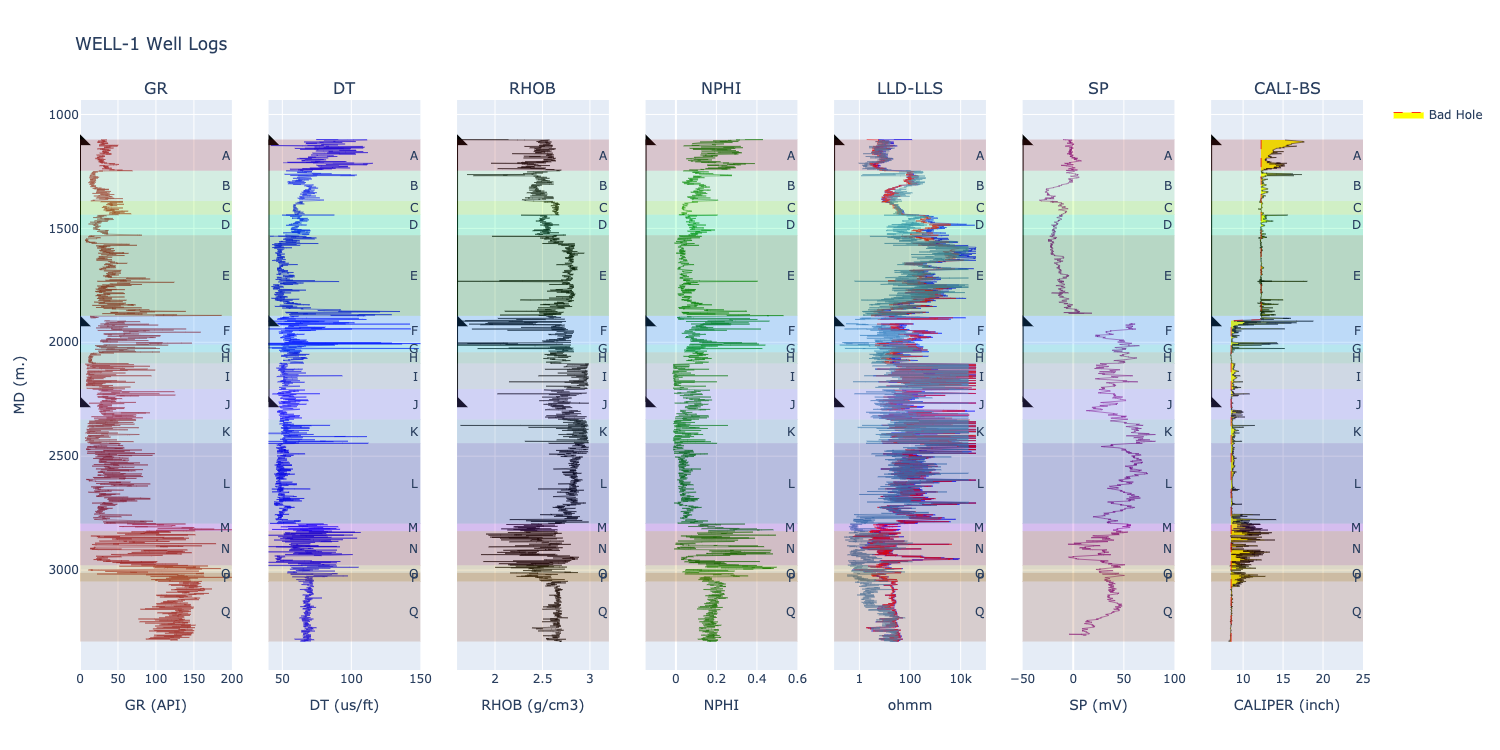 WELL-1 Well Logs
GR DT RHOB NPHI LLD-LLS SP CALI-BS
Bad Hole
MD (m.)
1000
1500
2000
2500
3000
A A A A A A A
B B B B B B B
C C C C C C C
D D D D D D D
E E E E E E E
F F F F F F F
G G G G G G G
H H H H H H H
I I I I I I I
J J J J J J J
K K K K K K K
L L L L L L L
M M M M M M M
N N N N N N N
O O O O O O O
P P P P P P P
Q Q Q Q Q Q Q
0 50 100 150 200 50 100 150 2 2.5 3 0 0.2 0.4 0.6 1 100 10k −50 0 50 100 10 15 20 25
GR (API) DT (us/ft) RHOB (g/cm3) NPHI ohmm SP (mV) CALIPER (inch)